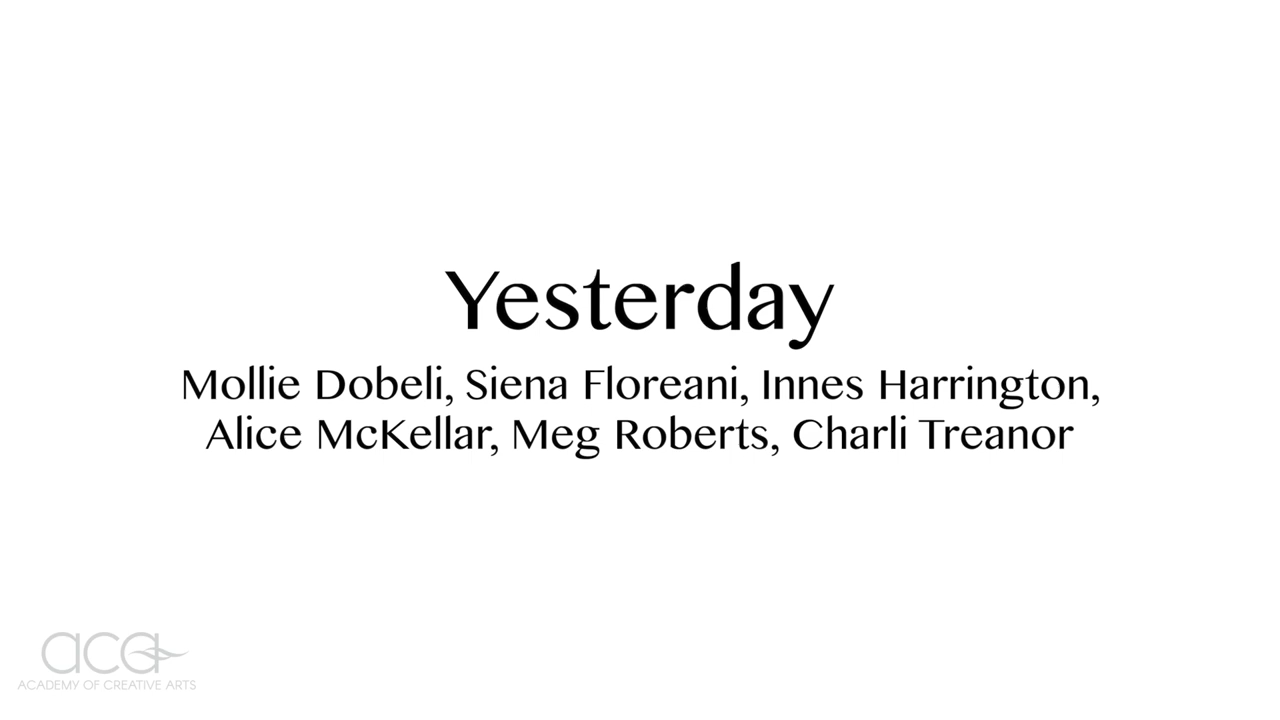 Yesterday
Mollie Dobeli, Siena Floreani, Innes Harrington,
Alice McKellar, Meg Roberts, Charli Treanor
aca
ACADEMY OF CREATIVE ARTS